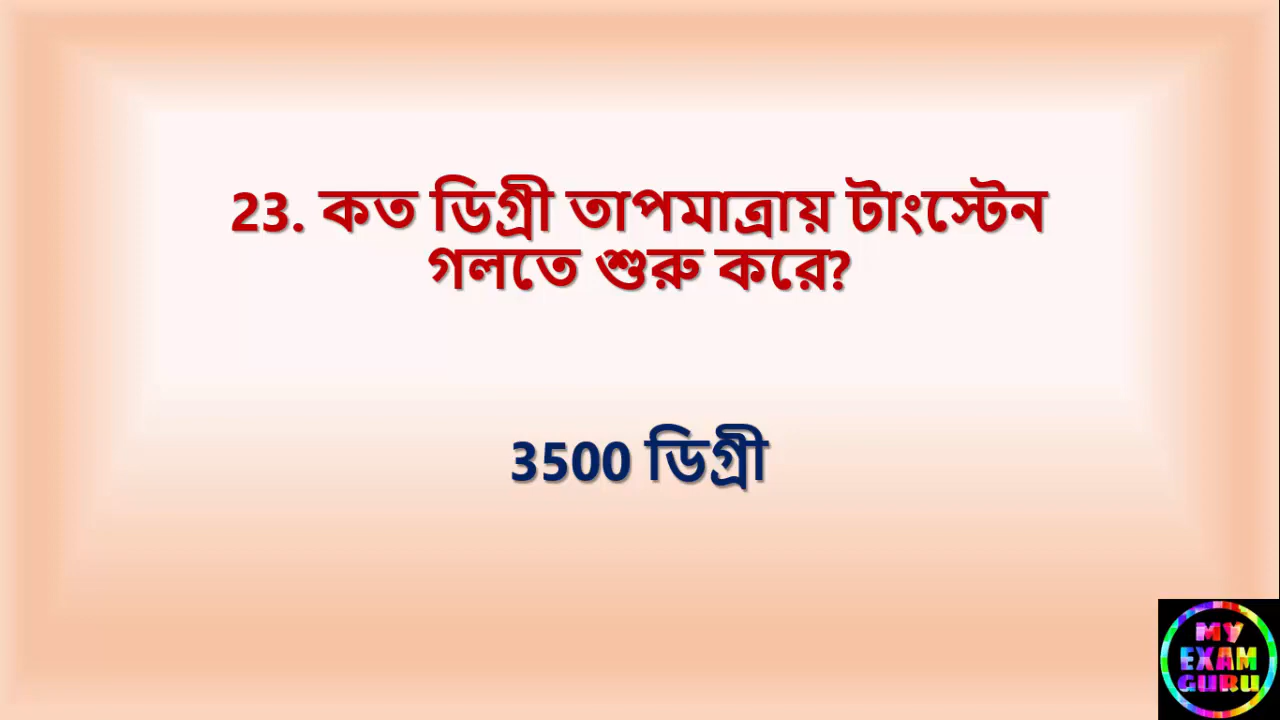 23. কত ডিগ্রী তাপমাত্রায় টাংস্টেন
গলতে শুরু করে?
3500 ডিগ্রী
MY
EXAM
GURU